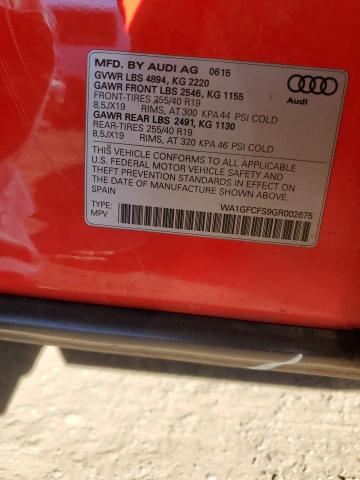 MFD. BY AUDI AG 0615
GVWR LBS 4894, KG 2220
GAWR FRONT LBS 2546, KG 1155
FRONT-TIRES 255/40 R19
8,5JX19 RIMS, AT 300 KPA 44 PSI COLD
GAWR REAR LBS 2491, KG 1130
REAR-TIRES 255/40 R19
8,5JX19 RIMS, AT 320 KPA 46 PSI COLD
THIS VEHICLE CONFORMS TO ALL APPLICABLE
U.S. FEDERAL MOTOR VEHICLE SAFETY AND
THEFT PREVENTION STANDARDS IN EFFECT ON
THE DATE OF MANUFACTURE SHOWN ABOVE.
SPAIN
TYPE:
MPV
WA1GFCFS9GR002675
Audi